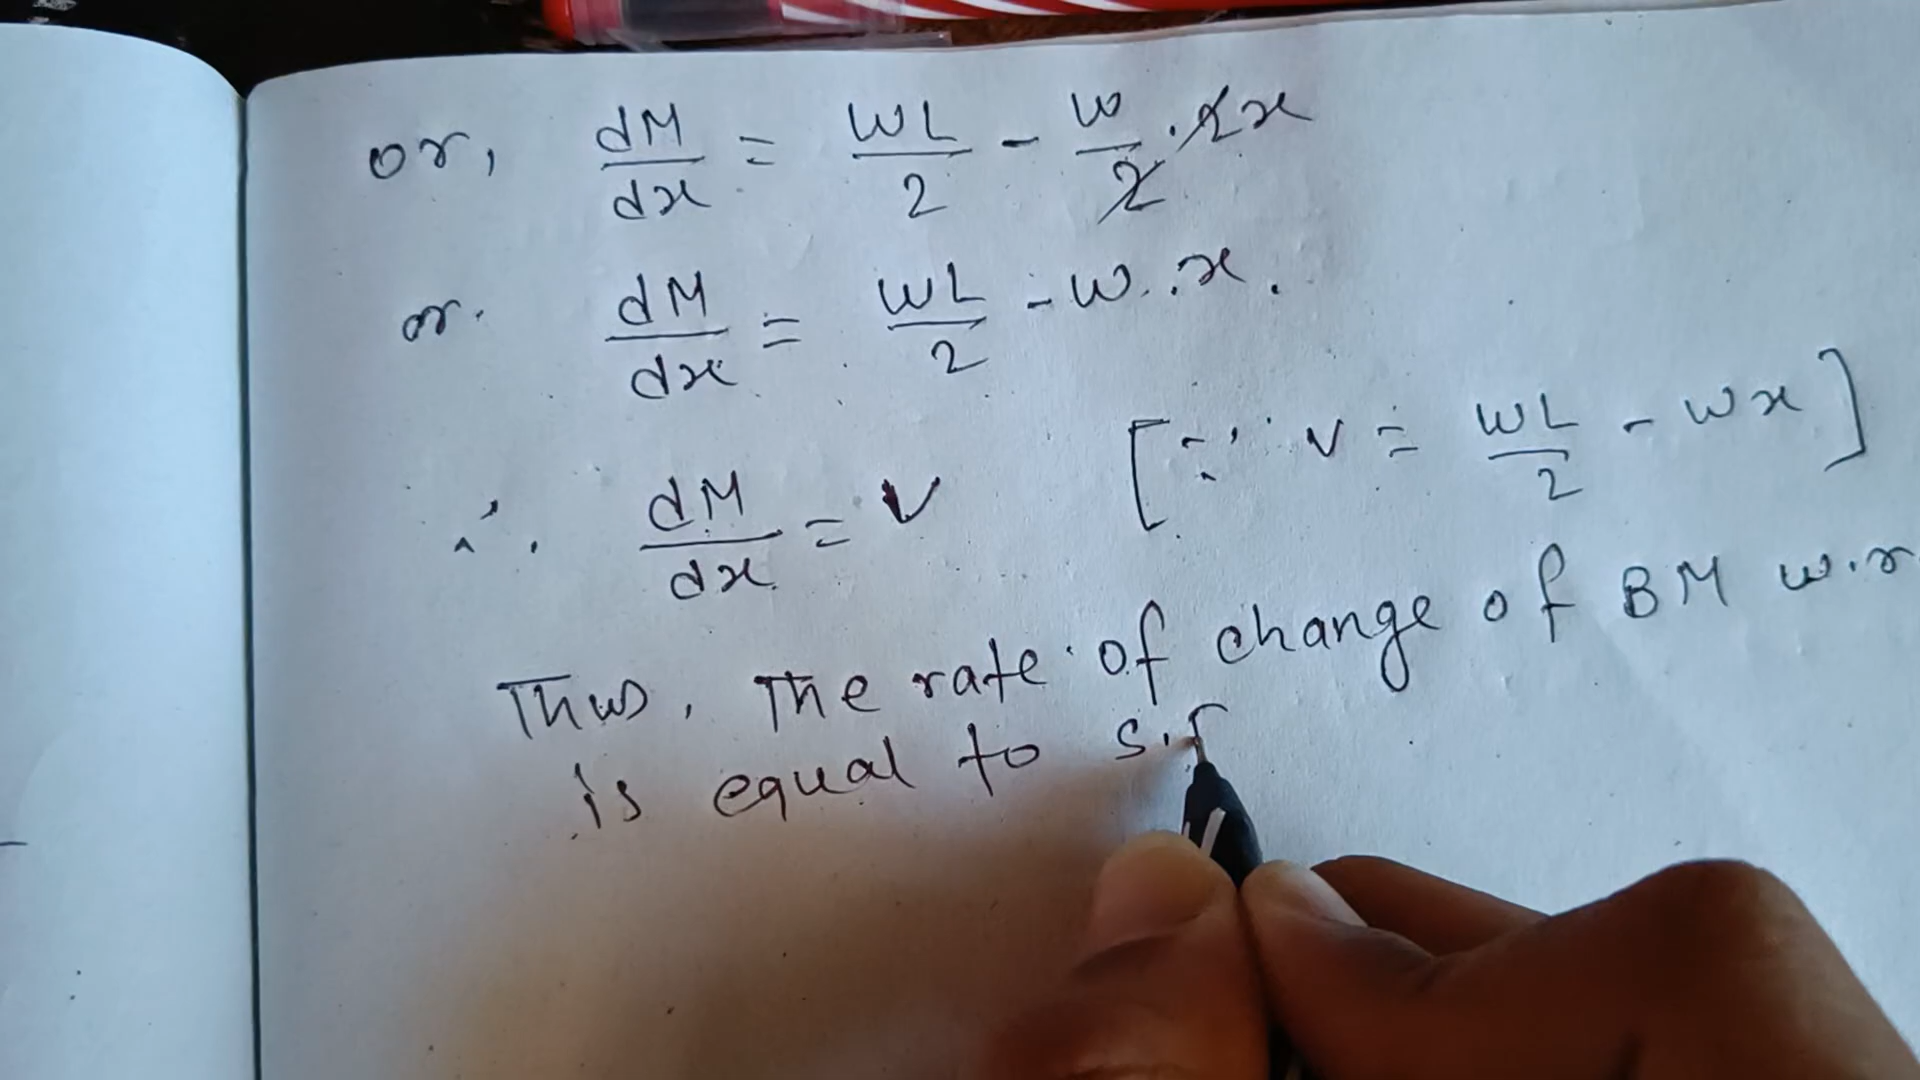 or, dM/dx = WL/2 - w/2 . 2x
or. dM/dx = WL/2 - w . x .
∴ dM/dx = V [∵ V = WL/2 - wx]
Thus, The rate of change of BM w.r
is equal to S.F